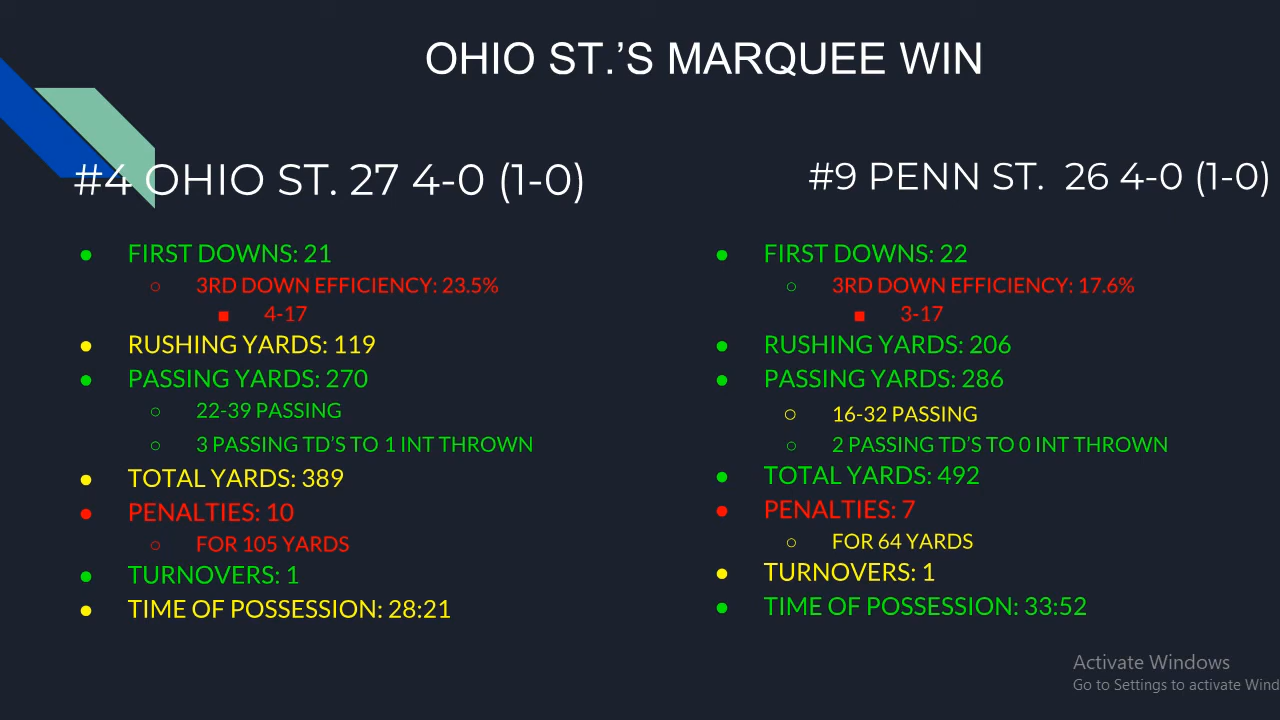 OHIO ST.'S MARQUEE WIN
#4 OHIO ST. 27 4-0 (1-0)
FIRST DOWNS: 21
3RD DOWN EFFICIENCY: 23.5%
4-17
RUSHING YARDS: 119
PASSING YARDS: 270
22-39 PASSING
3 PASSING TD'S TO 1 INT THROWN
TOTAL YARDS: 389
PENALTIES: 10
FOR 105 YARDS
TURNOVERS: 1
TIME OF POSSESSION: 28:21
#9 PENN ST. 26 4-0 (1-0)
FIRST DOWNS: 22
3RD DOWN EFFICIENCY: 17.6%
3-17
RUSHING YARDS: 206
PASSING YARDS: 286
16-32 PASSING
2 PASSING TD'S TO 0 INT THROWN
TOTAL YARDS: 492
PENALTIES: 7
FOR 64 YARDS
TURNOVERS: 1
TIME OF POSSESSION: 33:52
Activate Windows
Go to Settings to activate Wind